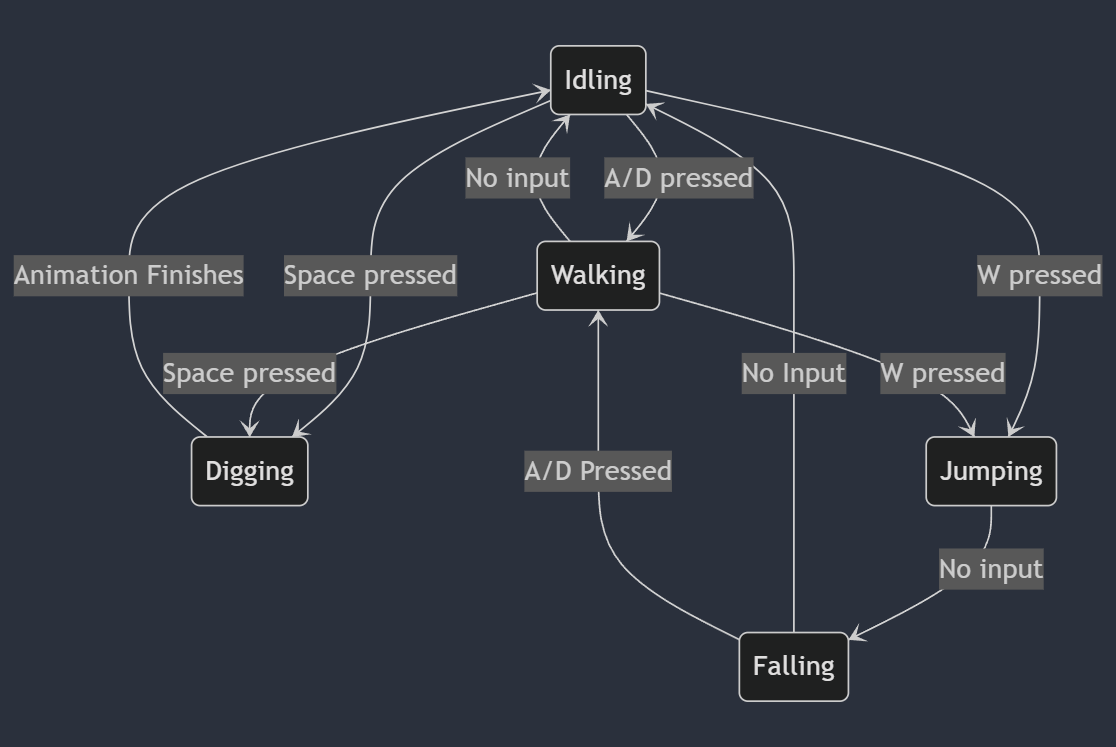 Idling
No input
A/D pressed
Animation Finishes
Space pressed
Walking
W pressed
Space pressed
No Input
W pressed
Digging
A/D Pressed
Jumping
No input
Falling